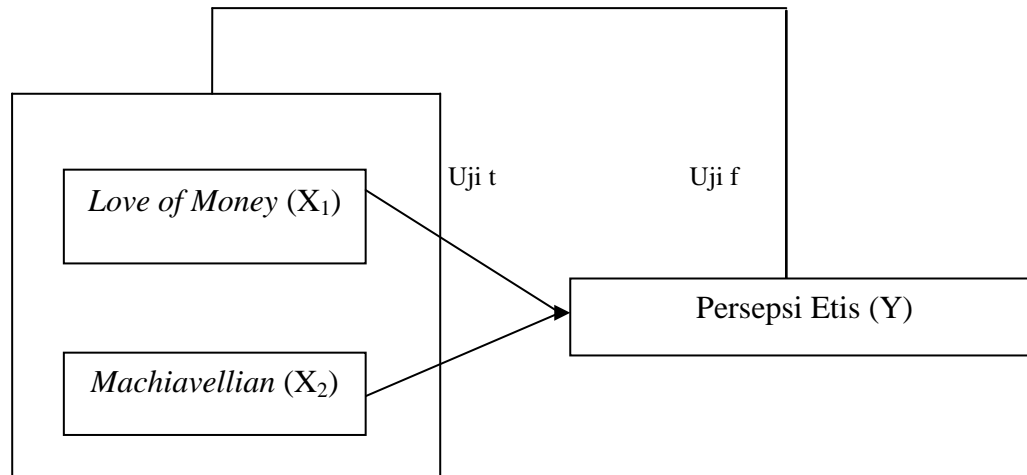 Uji t
Uji f
Love of Money (X₁)
Persepsi Etis (Y)
Machiavellian (X₂)